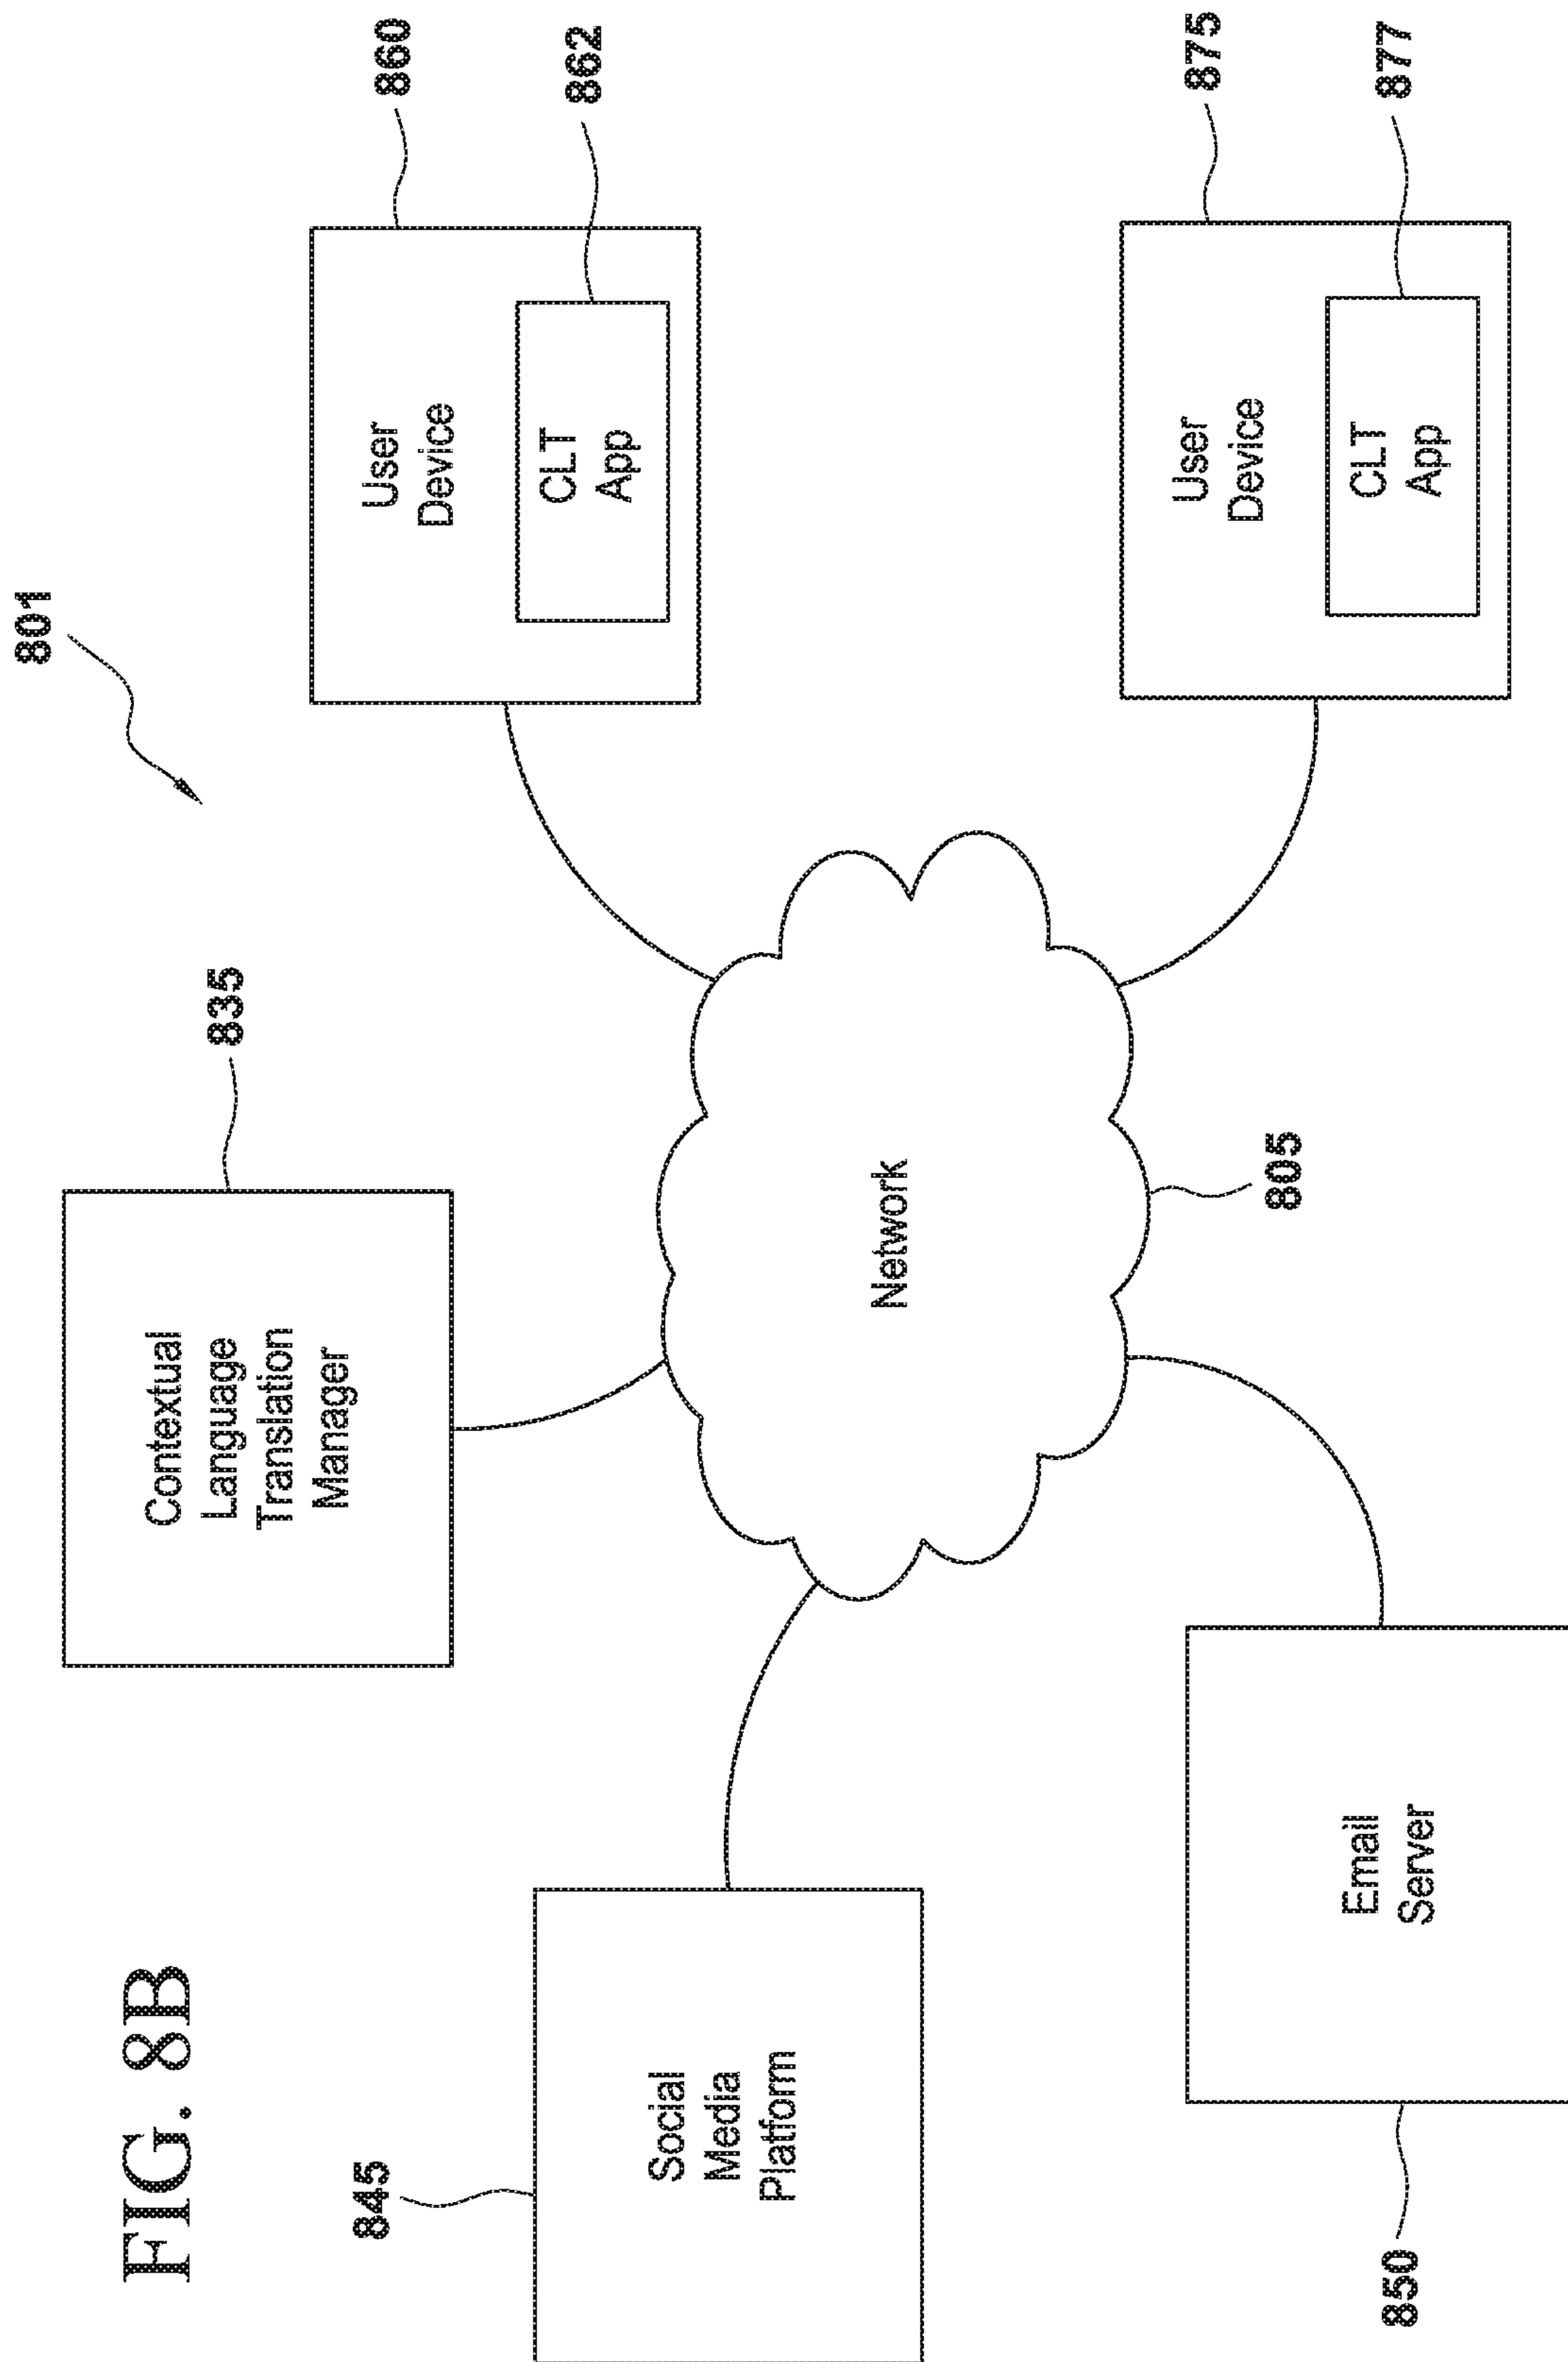 FIG. 8B
801
Contextual
Language
Translation
Manager
835
845
Social
Media
Platform
User
Device
860
CLT
App
862
Network
805
850
Email
Server
User
Device
875
CLT
App
877